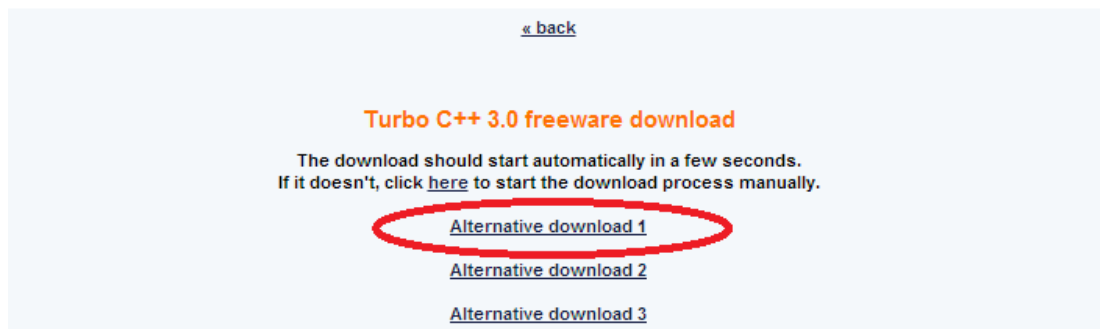 « back
Turbo C++ 3.0 freeware download
The download should start automatically in a few seconds.
If it doesn't, click here to start the download process manually.
Alternative download 1
Alternative download 2
Alternative download 3